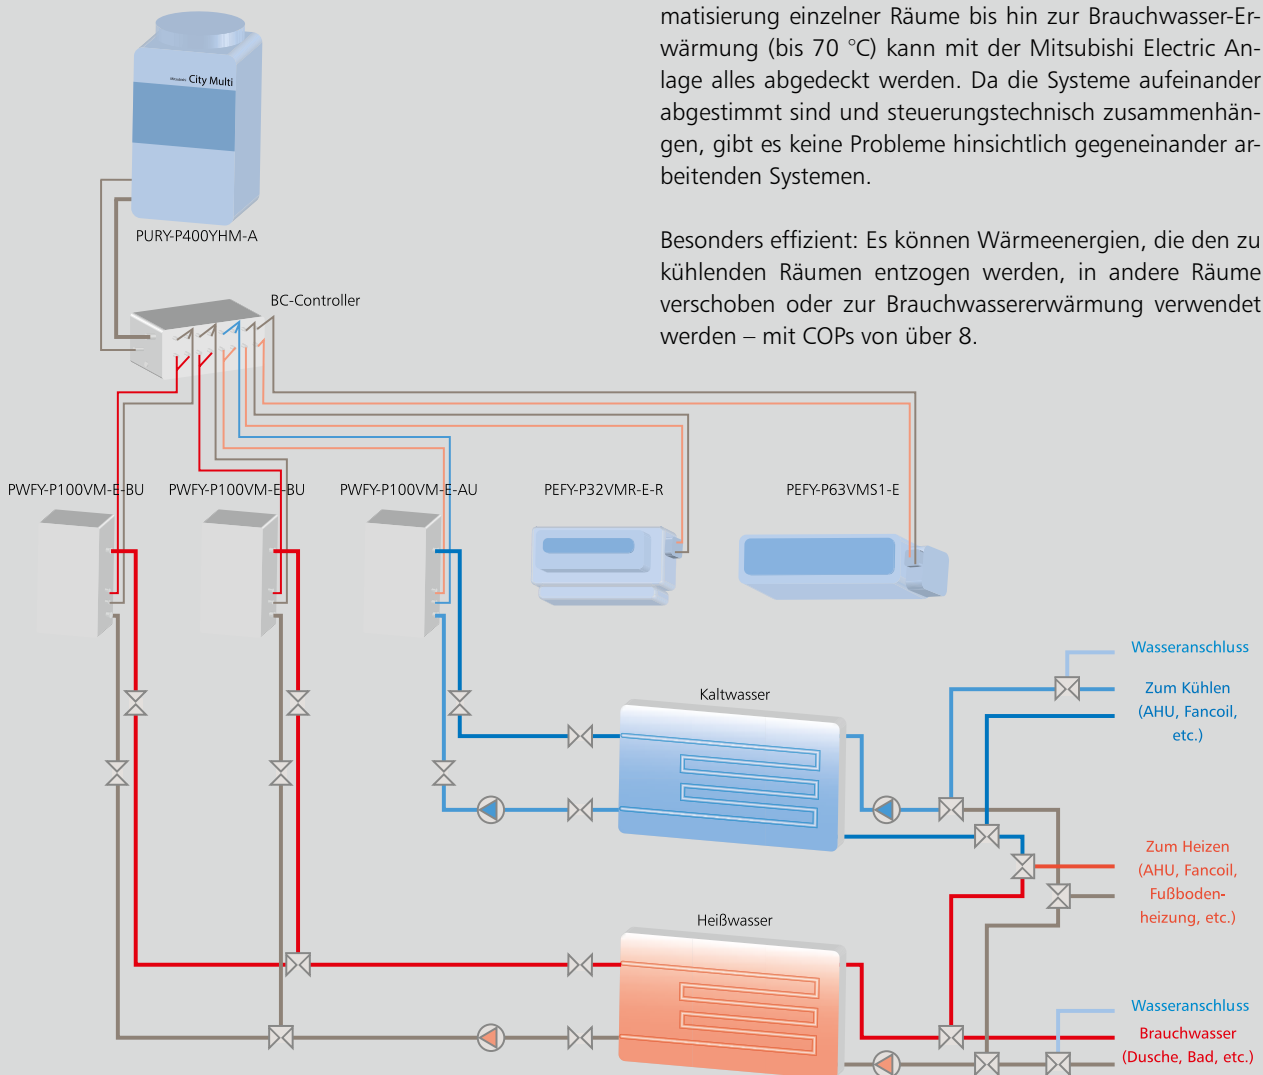 matisierung einzelner Räume bis hin zur Brauchwasser-Er-
wärmung (bis 70 °C) kann mit der Mitsubishi Electric An-
lage alles abgedeckt werden. Da die Systeme aufeinander
abgestimmt sind und steuerungstechnisch zusammenhän-
gen, gibt es keine Probleme hinsichtlich gegeneinander ar-
beitenden Systemen.
Besonders effizient: Es können Wärmeenergien, die den zu
kühlenden Räumen entzogen werden, in andere Räume
verschoben oder zur Brauchwassererwärmung verwendet
werden – mit COPs von über 8.
City Multi
PURY-P400YHM-A
BC-Controller
PWFY-P100VM-E-BU
PWFY-P100VM-E-BU
PWFY-P100VM-E-AU
PEFY-P32VMR-E-R
PEFY-P63VMS1-E
Kaltwasser
Wasseranschluss
Zum Kühlen
(AHU, Fancoil,
etc.)
Zum Heizen
(AHU, Fancoil,
Fußboden-
heizung, etc.)
Heißwasser
Wasseranschluss
Brauchwasser
(Dusche, Bad, etc.)